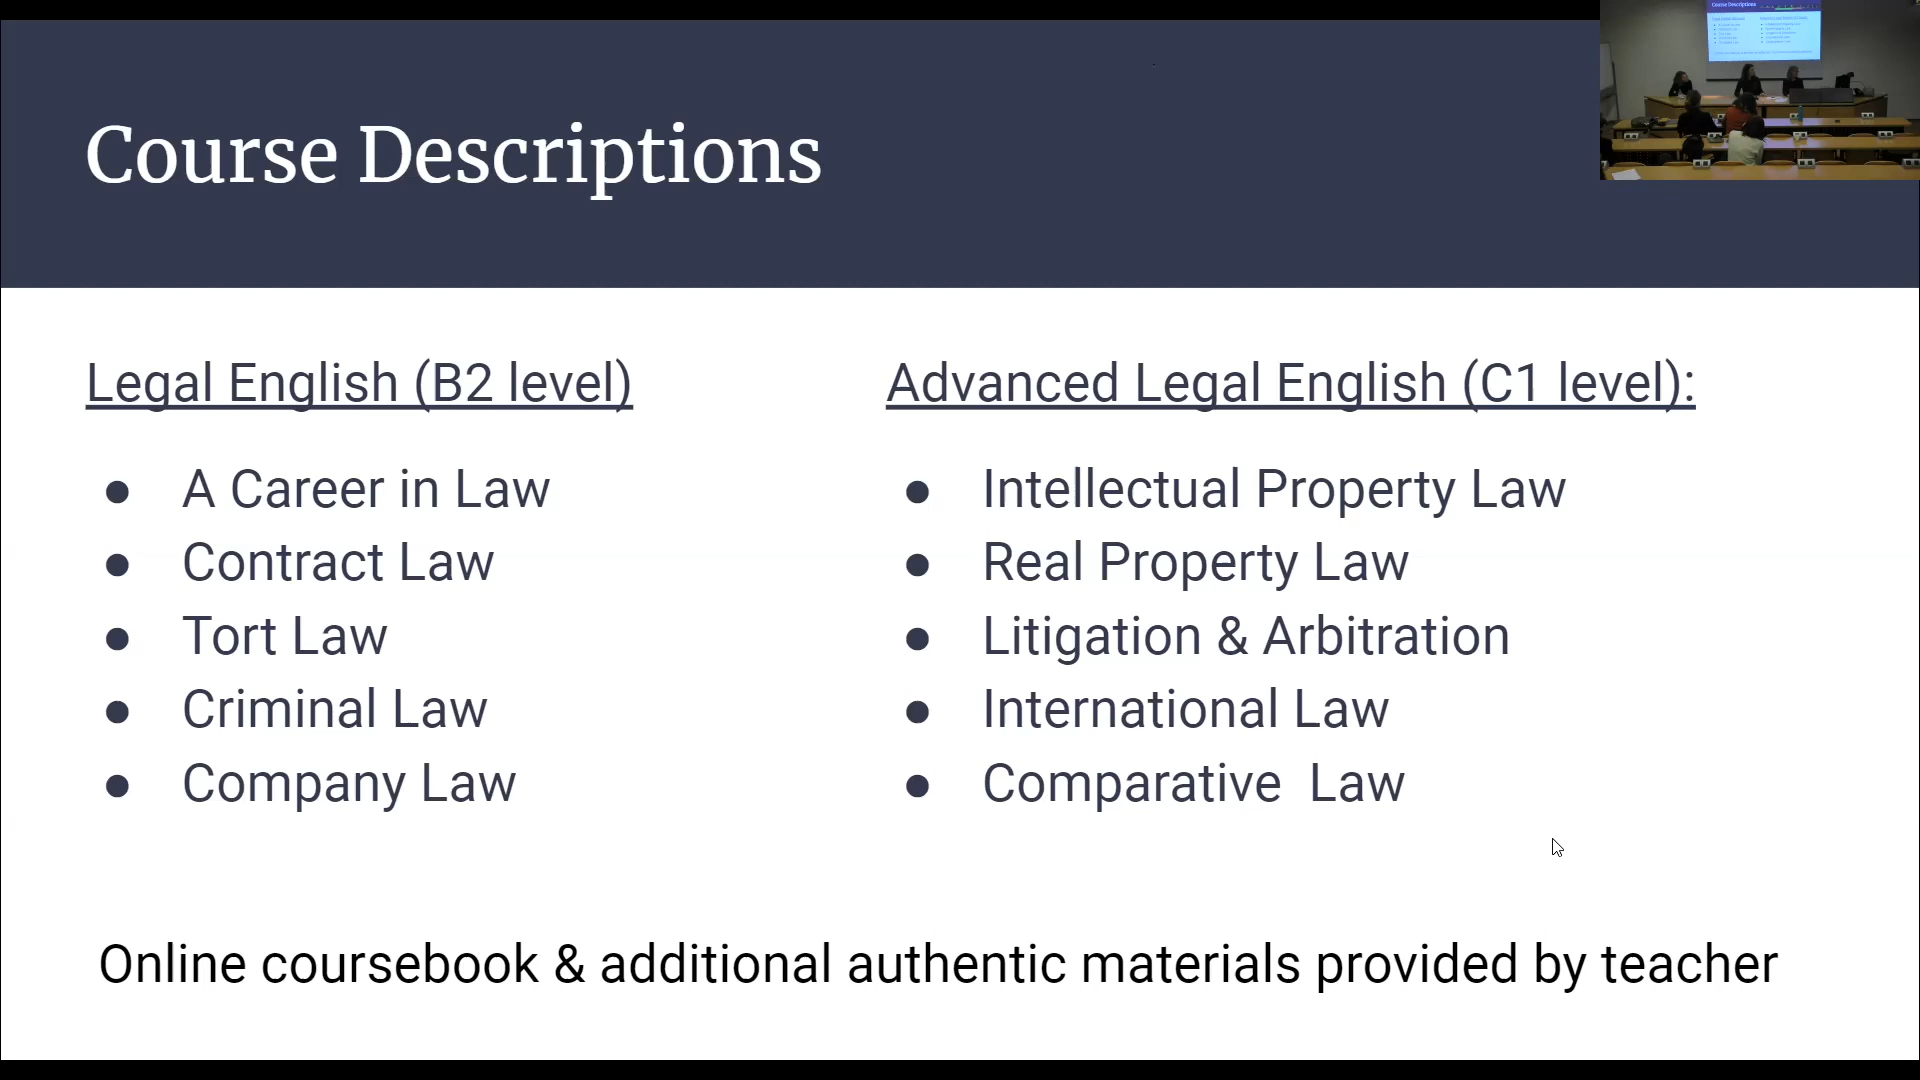 Course Descriptions
Legal English (B2 level)
● A Career in Law
● Contract Law
● Tort Law
● Criminal Law
● Company Law
Advanced Legal English (C1 level):
● Intellectual Property Law
● Real Property Law
● Litigation & Arbitration
● International Law
● Comparative  Law
Online coursebook & additional authentic materials provided by teacher
Course Descriptions